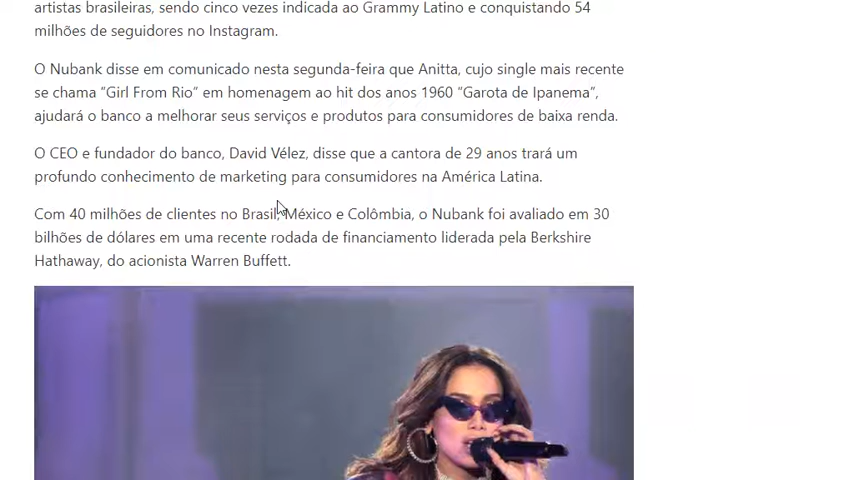 artistas brasileiras, sendo cinco vezes indicada ao Grammy Latino e conquistando 54
milhões de seguidores no Instagram.
O Nubank disse em comunicado nesta segunda-feira que Anitta, cujo single mais recente
se chama “Girl From Rio” em homenagem ao hit dos anos 1960 “Garota de Ipanema”,
ajudará o banco a melhorar seus serviços e produtos para consumidores de baixa renda.
O CEO e fundador do banco, David Vélez, disse que a cantora de 29 anos trará um
profundo conhecimento de marketing para consumidores na América Latina.
Com 40 milhões de clientes no Brasil, México e Colômbia, o Nubank foi avaliado em 30
bilhões de dólares em uma recente rodada de financiamento liderada pela Berkshire
Hathaway, do acionista Warren Buffett.